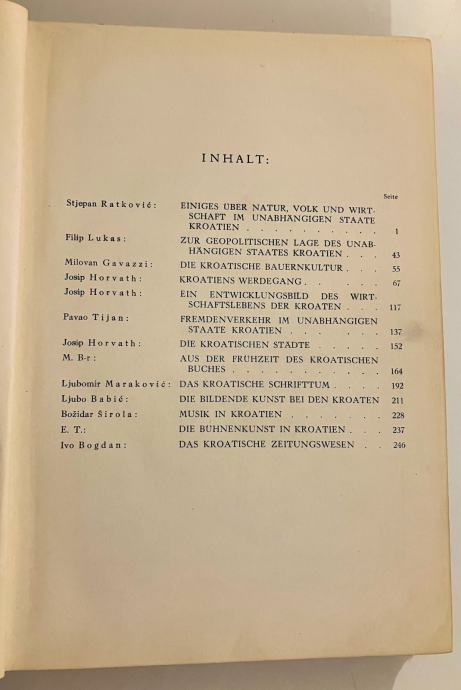 INHALT:
Seite
Stjepan Ratković: EINIGES ÜBER NATUR, VOLK UND WIRT-
SCHAFT IM UNABHÄNGIGEN STAATE
KROATIEN . . . . . . . . . . 1
Filip Lukas: ZUR GEOPOLITISCHEN LAGE DES UNAB-
HÄNGIGEN STAATES KROATIEN . . . 43
Milovan Gavazzi: DIE KROATISCHE BAUERNKULTUR . . . 55
Josip Horvath: KROATIENS WERDEGANG . . . . . 67
Josip Horvath: EIN ENTWICKLUNGSBILD DES WIRT-
SCHAFTSLEBENS DER KROATEN . . . . 117
Pavao Tijan: FREMDENVERKEHR IM UNABHÄNGIGEN
STAATE KROATIEN . . . . . . . 137
Josip Horvath: DIE KROATISCHEN STÄDTE . . . . . 152
M. B-r: AUS DER FRÜHZEIT DES KROATISCHEN
BUCHES . . . . . . . . . . . 164
Ljubomir Maraković: DAS KROATISCHE SCHRIFTTUM . . . . 192
Ljubo Babić: DIE BILDENDE KUNST BEI DEN KROATEN 211
Božidar Širola: MUSIK IN KROATIEN . . . . . . . 228
E. T.: DIE BÜHNENKUNST IN KROATIEN . . . 237
Ivo Bogdan: DAS KROATISCHE ZEITUNGSWESEN . . 246